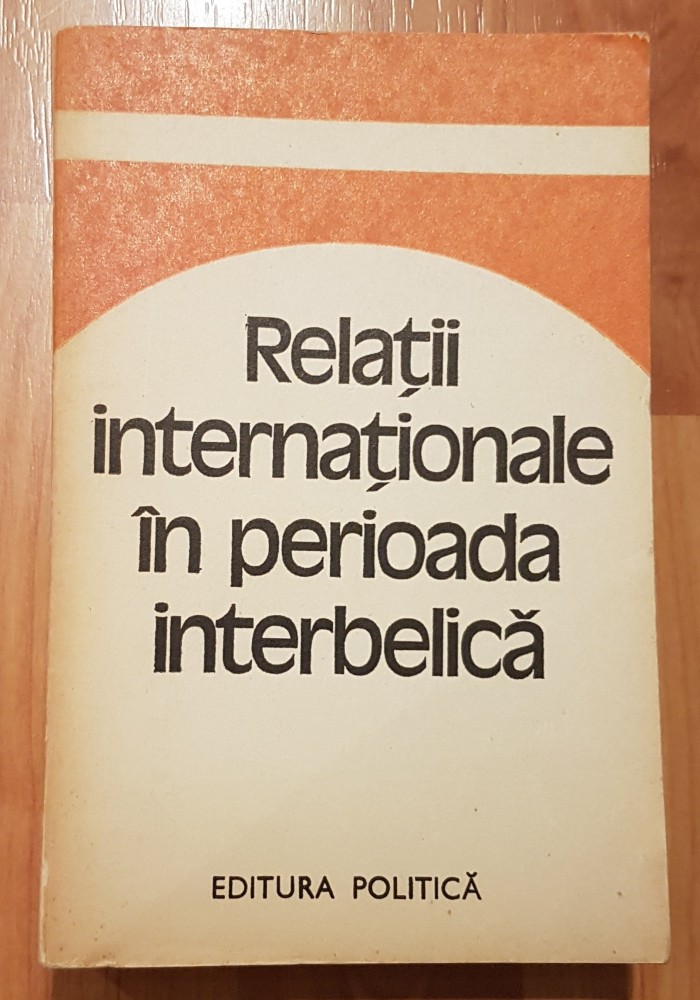 Relații
internaționale
în perioada
interbelică
EDITURA POLITICĂ